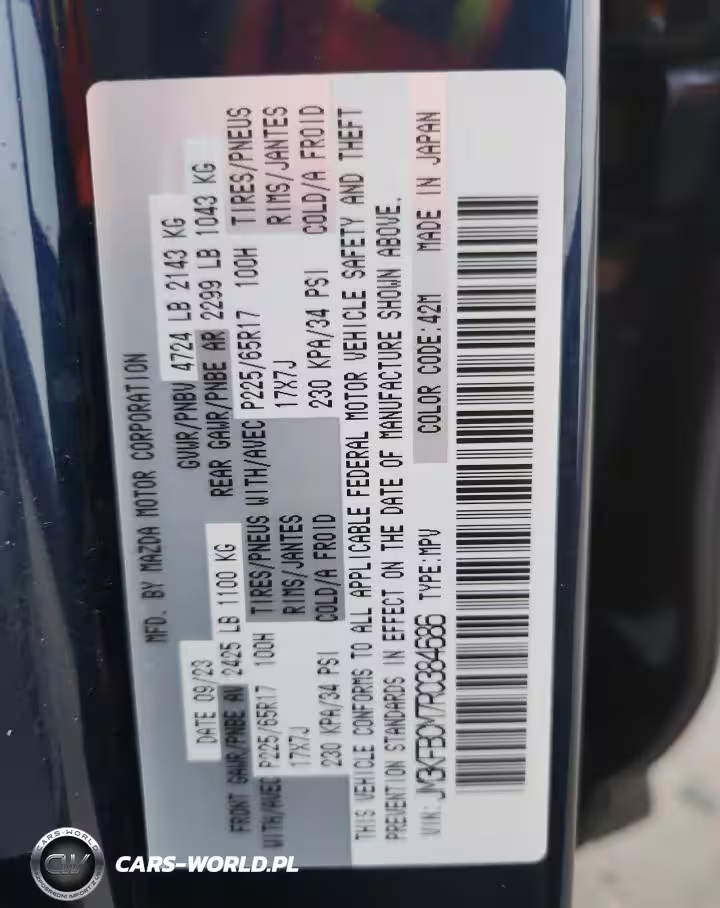 MFD. BY MAZDA MOTOR CORPORATION
DATE 09/23 GVWR/PNBV 4724 LB 2143 KG
FRONT GAWR/PNBE AV 2425 LB 1100 KG REAR GAWR/PNBE AR 2299 LB 1043 KG
WITH/AVEC P225/65R17 100H TIRES/PNEUS WITH/AVEC P225/65R17 100H TIRES/PNEUS
17X7J RIMS/JANTES 17X7J RIMS/JANTES
230 KPA/34 PSI COLD/A FROID 230 KPA/34 PSI COLD/A FROID
THIS VEHICLE CONFORMS TO ALL APPLICABLE FEDERAL MOTOR VEHICLE SAFETY AND THEFT
PREVENTION STANDARDS IN EFFECT ON THE DATE OF MANUFACTURE SHOWN ABOVE.
VIN: JM3KFBCM7R0384686 TYPE:MPV COLOR CODE:42M MADE IN JAPAN
CARS-WORLD
CW
CARS-WORLD.PL